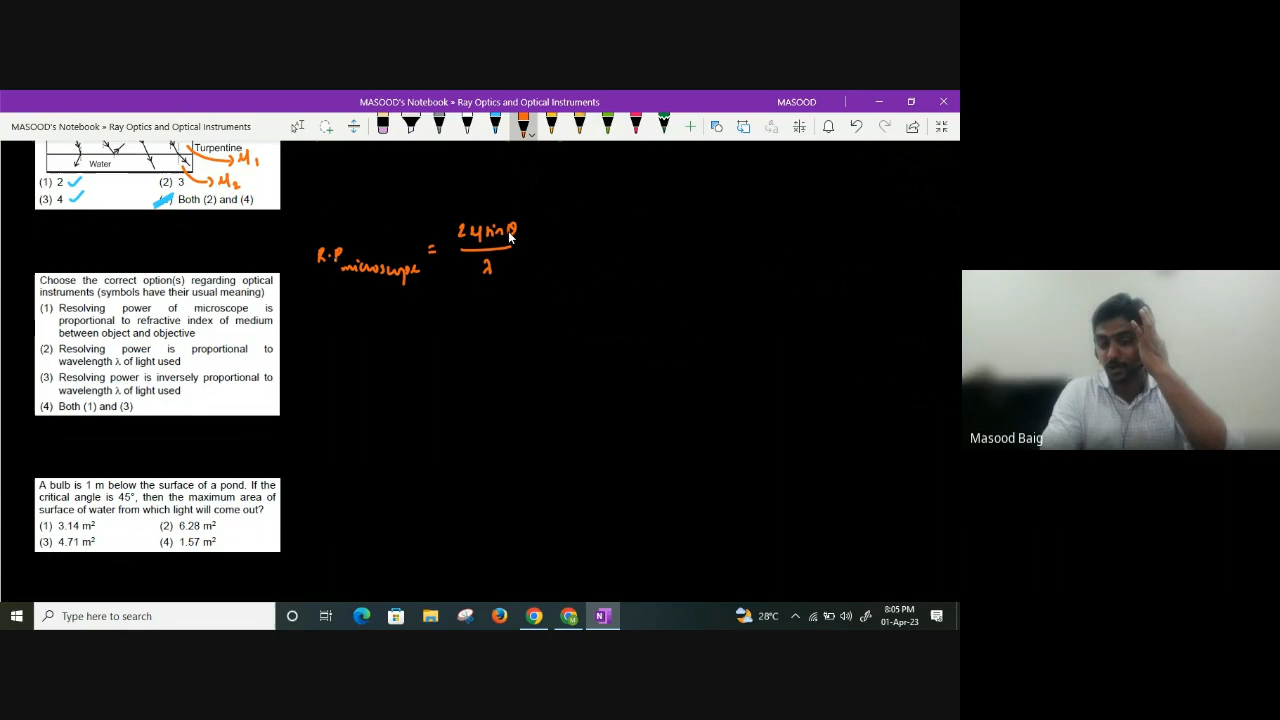 MASOOD's Notebook » Ray Optics and Optical Instruments
MASOOD
MASOOD's Notebook » Ray Optics and Optical Instruments
Turpentine
Water
μ1
μ2
(1) 2
(2) 3
(3) 4
Both (2) and (4)
R.P microscope = 2μsinθ
λ
Choose the correct option(s) regarding optical
instruments (symbols have their usual meaning)
(1) Resolving power of microscope is
proportional to refractive index of medium
between object and objective
(2) Resolving power is proportional to
wavelength λ of light used
(3) Resolving power is inversely proportional to
wavelength λ of light used
(4) Both (1) and (3)
A bulb is 1 m below the surface of a pond. If the
critical angle is 45°, then the maximum area of
surface of water from which light will come out?
(1) 3.14 m²
(2) 6.28 m²
(3) 4.71 m²
(4) 1.57 m²
Masood Baig
Type here to search
28°C
8:05 PM
01-Apr-23